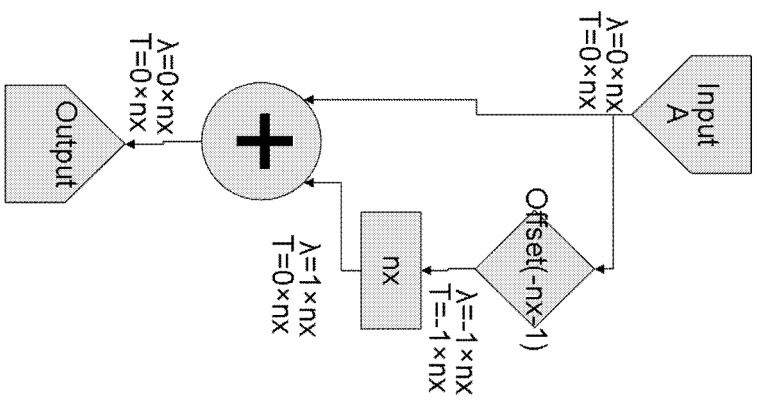 Input
A
λ=0×nx
T=0×nx
Offset(-nx-1)
λ=-1×nx
T=-1×nx
nx
λ=1×nx
T=0×nx
+
λ=0×nx
T=0×nx
Output